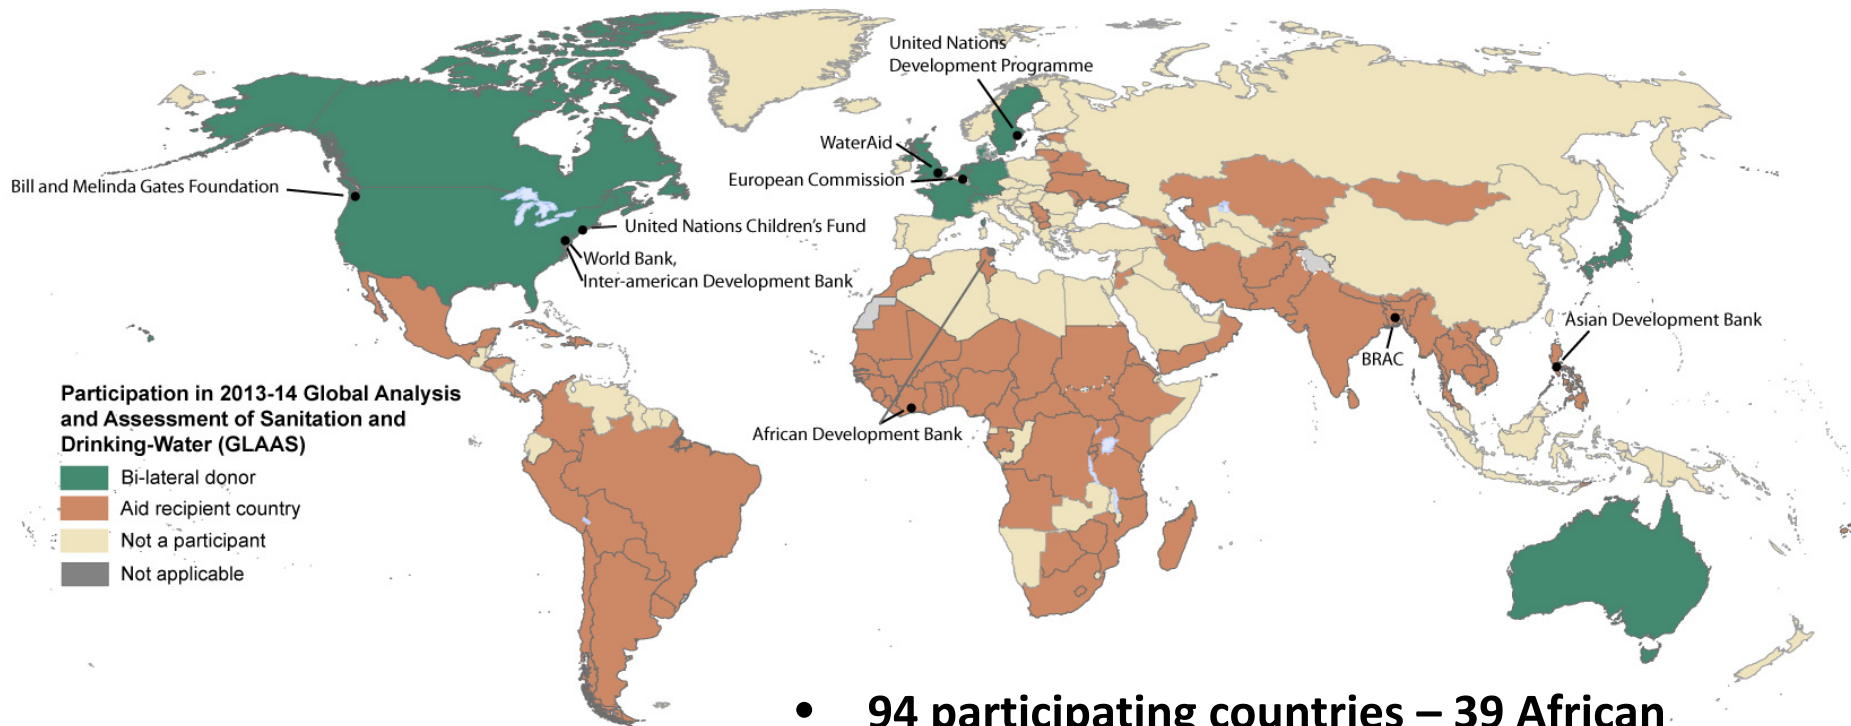 United Nations
Development Programme
WaterAid
European Commission
Bill and Melinda Gates Foundation
United Nations Children's Fund
World Bank,
Inter-american Development Bank
Asian Development Bank
BRAC
African Development Bank
Participation in 2013-14 Global Analysis
and Assessment of Sanitation and
Drinking-Water (GLAAS)
Bi-lateral donor
Aid recipient country
Not a participant
Not applicable
• 94 participating countries – 39 African